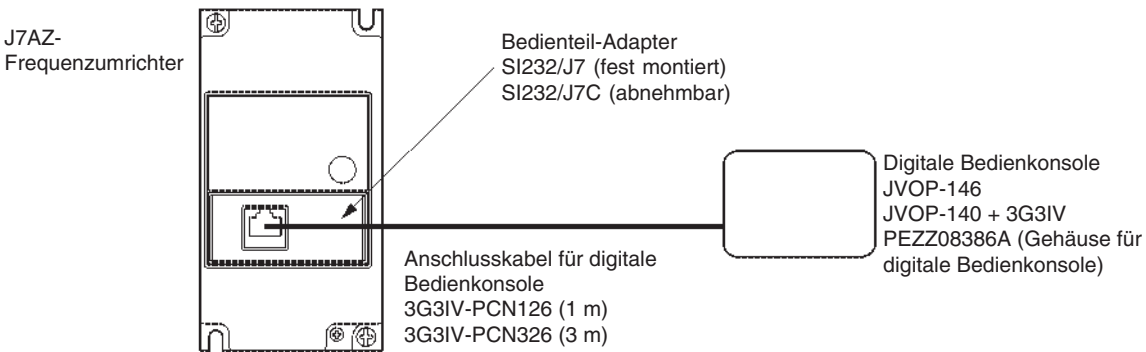 J7AZ-
Frequenzumrichter
Bedienteil-Adapter
SI232/J7 (fest montiert)
SI232/J7C (abnehmbar)
Digitale Bedienkonsole
JVOP-146
JVOP-140 + 3G3IV
PEZZ08386A (Gehäuse für
digitale Bedienkonsole)
Anschlusskabel für digitale
Bedienkonsole
3G3IV-PCN126 (1 m)
3G3IV-PCN326 (3 m)